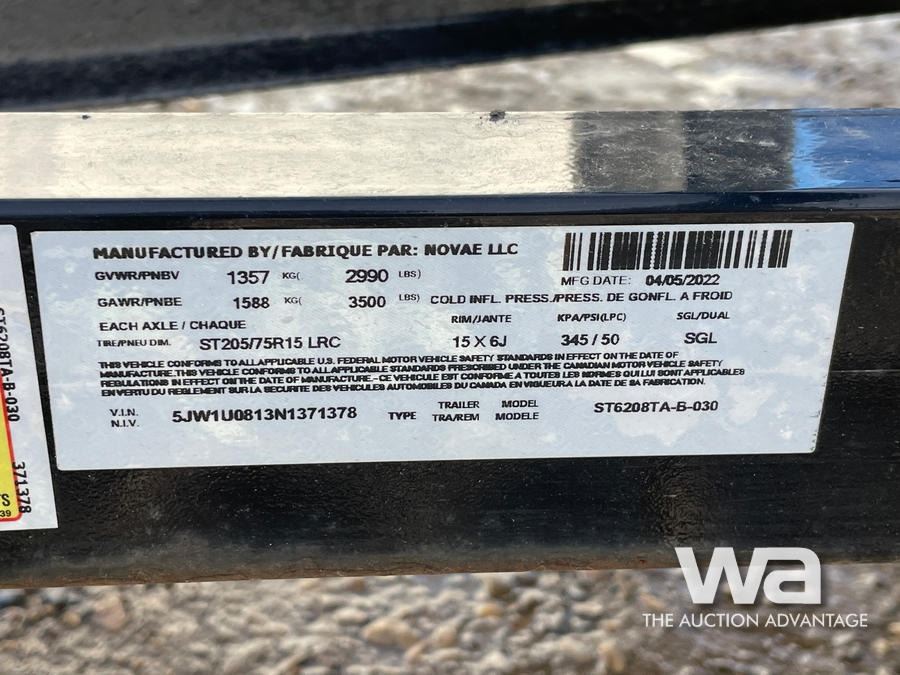 MANUFACTURED BY/FABRIQUE PAR: NOVAE LLC
GVWR/PNBV 1357 KG( 2990 LBS) MFG DATE: 04/05/2022
GAWR/PNBE 1588 KG( 3500 LBS) COLD INFL. PRESS./PRESS. DE GONFL. A FROID
EACH AXLE / CHAQUE RIM/JANTE KPA/PSI(LPC) SGL/DUAL
TIRE/PNEU DIM. ST205/75R15 LRC 15 X 6J 345/50 SGL
THIS VEHICLE CONFORMS TO ALL APPLICABLE U.S. FEDERAL MOTOR VEHICLE SAFETY STANDARDS IN EFFECT ON THE DATE OF
MANUFACTURE.THIS VEHICLE CONFORMS TO ALL APPLICABLE STANDARDS PRESCRIBED UNDER THE CANADIAN MOTOR VEHICLE SAFETY
REGULATIONS IN EFFECT ON THE DATE OF MANUFACTURE.- CE VEHICULE EST CONFORME A TOUTES LES NORMES QUI LUI SONT APPLICABLES
EN VERTU DU REGLEMENT SUR LA SECURITE DES VEHICULES AUTOMOBILES DU CANADA EN VIGUEUR A LA DATE DE SA FABRICATION.
V.I.N. 5JW1U0813N1371378 TYPE TRAILER MODEL ST6208TA-B-030
N.I.V. TRA/REM MODELE
ST6208TA-B-030 371378
S
39
wa
THE AUCTION ADVANTAGE